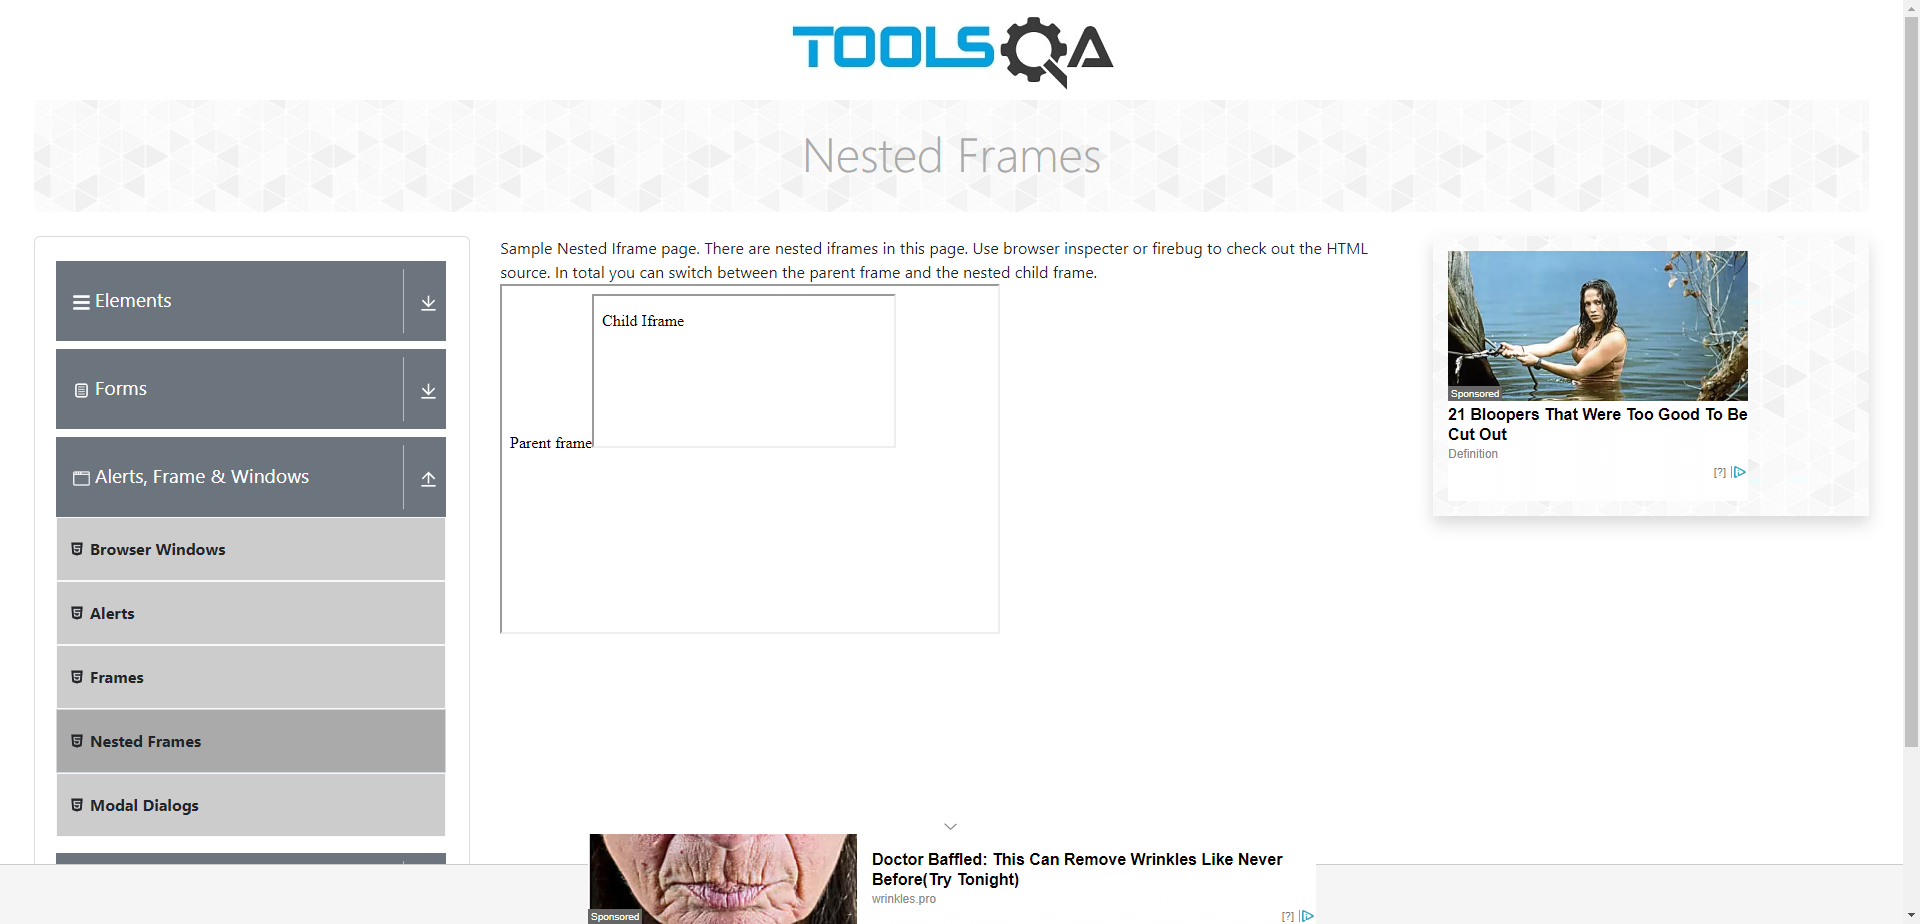 TOOLSQA
Nested Frames
Elements
Forms
Alerts, Frame & Windows
Browser Windows
Alerts
Frames
Nested Frames
Modal Dialogs
Sample Nested Iframe page. There are nested iframes in this page. Use browser inspecter or firebug to check out the HTML
source. In total you can switch between the parent frame and the nested child frame.
Child Iframe
Parent frame
Sponsored
21 Bloopers That Were Too Good To Be
Cut Out
Definition
[?]
Doctor Baffled: This Can Remove Wrinkles Like Never
Before(Try Tonight)
wrinkles.pro
Sponsored
[?]